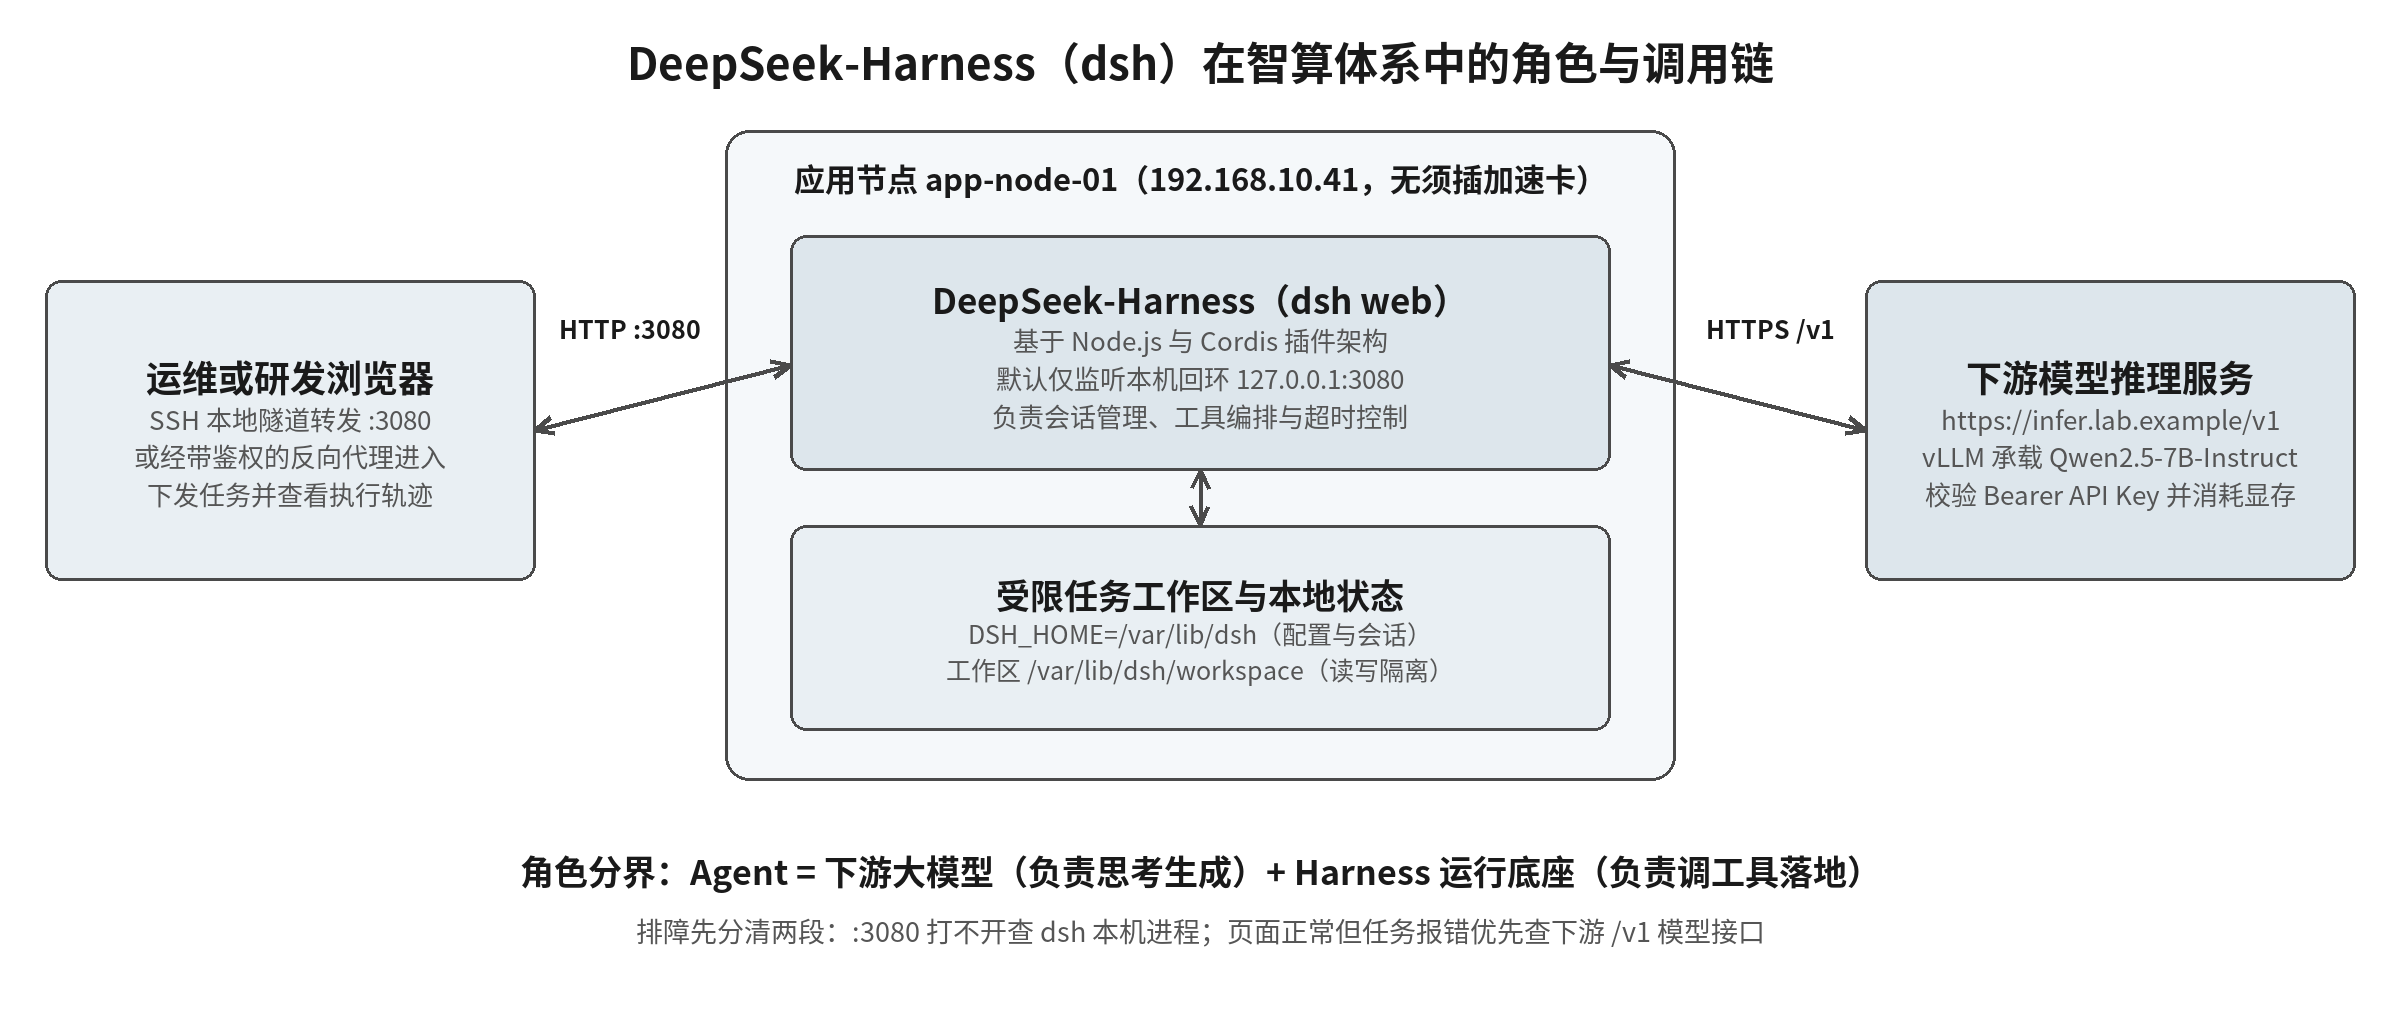 DeepSeek-Harness（dsh）在智算体系中的角色与调用链
应用节点 app-node-01（192.168.10.41，无须插加速卡）
DeepSeek-Harness（dsh web）
基于 Node.js 与 Cordis 插件架构
默认仅监听本机回环 127.0.0.1:3080
负责会话管理、工具编排与超时控制
HTTP :3080
HTTPS /v1
运维或研发浏览器
SSH 本地隧道转发 :3080
或经带鉴权的反向代理进入
下发任务并查看执行轨迹
下游模型推理服务
https://infer.lab.example/v1
vLLM 承载 Qwen2.5-7B-Instruct
校验 Bearer API Key 并消耗显存
受限任务工作区与本地状态
DSH_HOME=/var/lib/dsh（配置与会话）
工作区 /var/lib/dsh/workspace（读写隔离）
角色分界：Agent = 下游大模型（负责思考生成）+ Harness 运行底座（负责调工具落地）
排障先分清两段：:3080 打不开查 dsh 本机进程；页面正常但任务报错优先查下游 /v1 模型接口